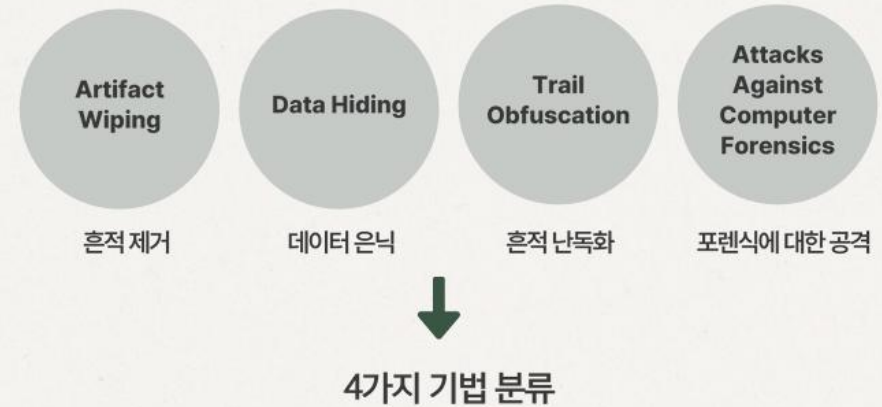 Artifact
Wiping
Data Hiding
Trail
Obfuscation
Attacks
Against
Computer
Forensics
흔적 제거
데이터 은닉
흔적 난독화
포렌식에 대한 공격
4가지 기법 분류